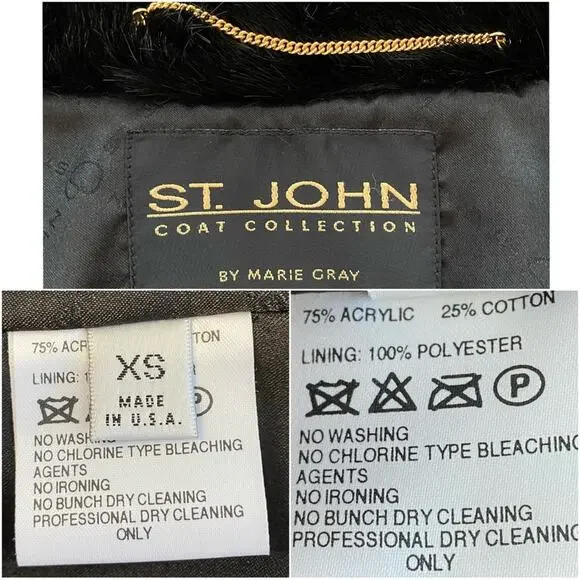 ST. JOHN
COAT COLLECTION
BY MARIE GRAY
75% ACR TON
LINING: 1
XS
MADE
IN U.S.A.
P
NO WASHING
NO CHLORINE TYPE BLEACHING
AGENTS
NO IRONING
NO BUNCH DRY CLEANING
PROFESSIONAL DRY CLEANING
ONLY
75% ACRYLIC 25% COTTON
LINING: 100% POLYESTER
P
NO WASHING
NO CHLORINE TYPE BLEACHING
AGENTS
NO IRONING
NO BUNCH DRY CLEANING
PROFESSIONAL DRY CLEANING
ONLY